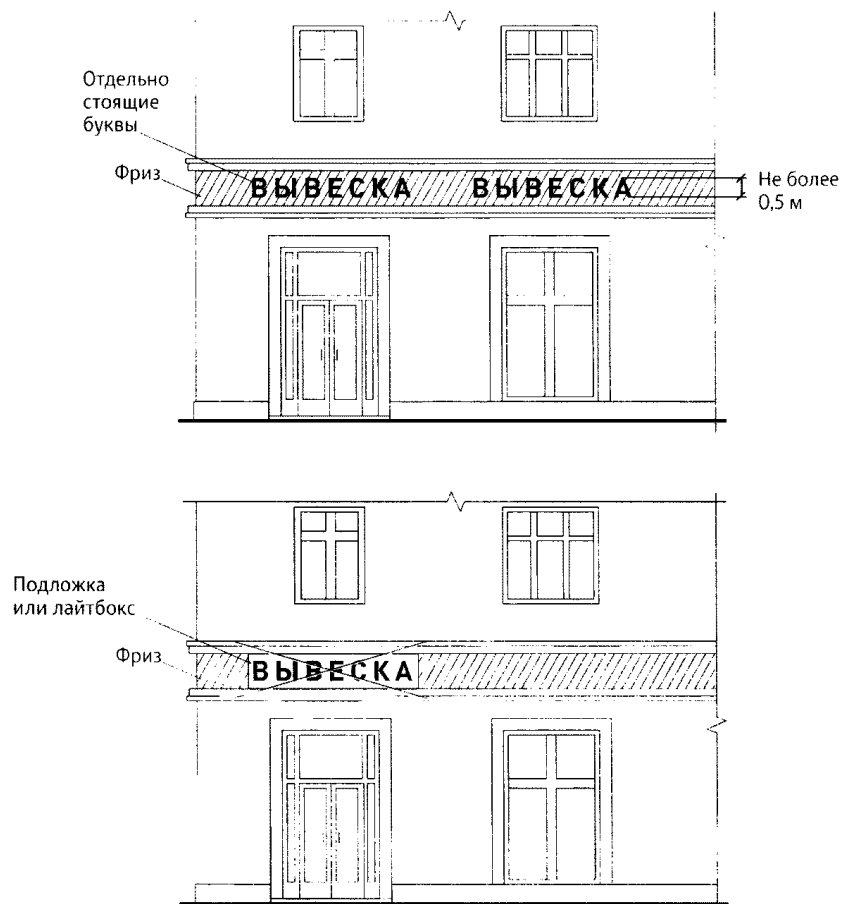 Отдельно
стоящие
буквы
Фриз
ВЫВЕСКА ВЫВЕСКА
Не более
0,5 м
Подложка
или лайтбокс
Фриз
ВЫВЕСКА